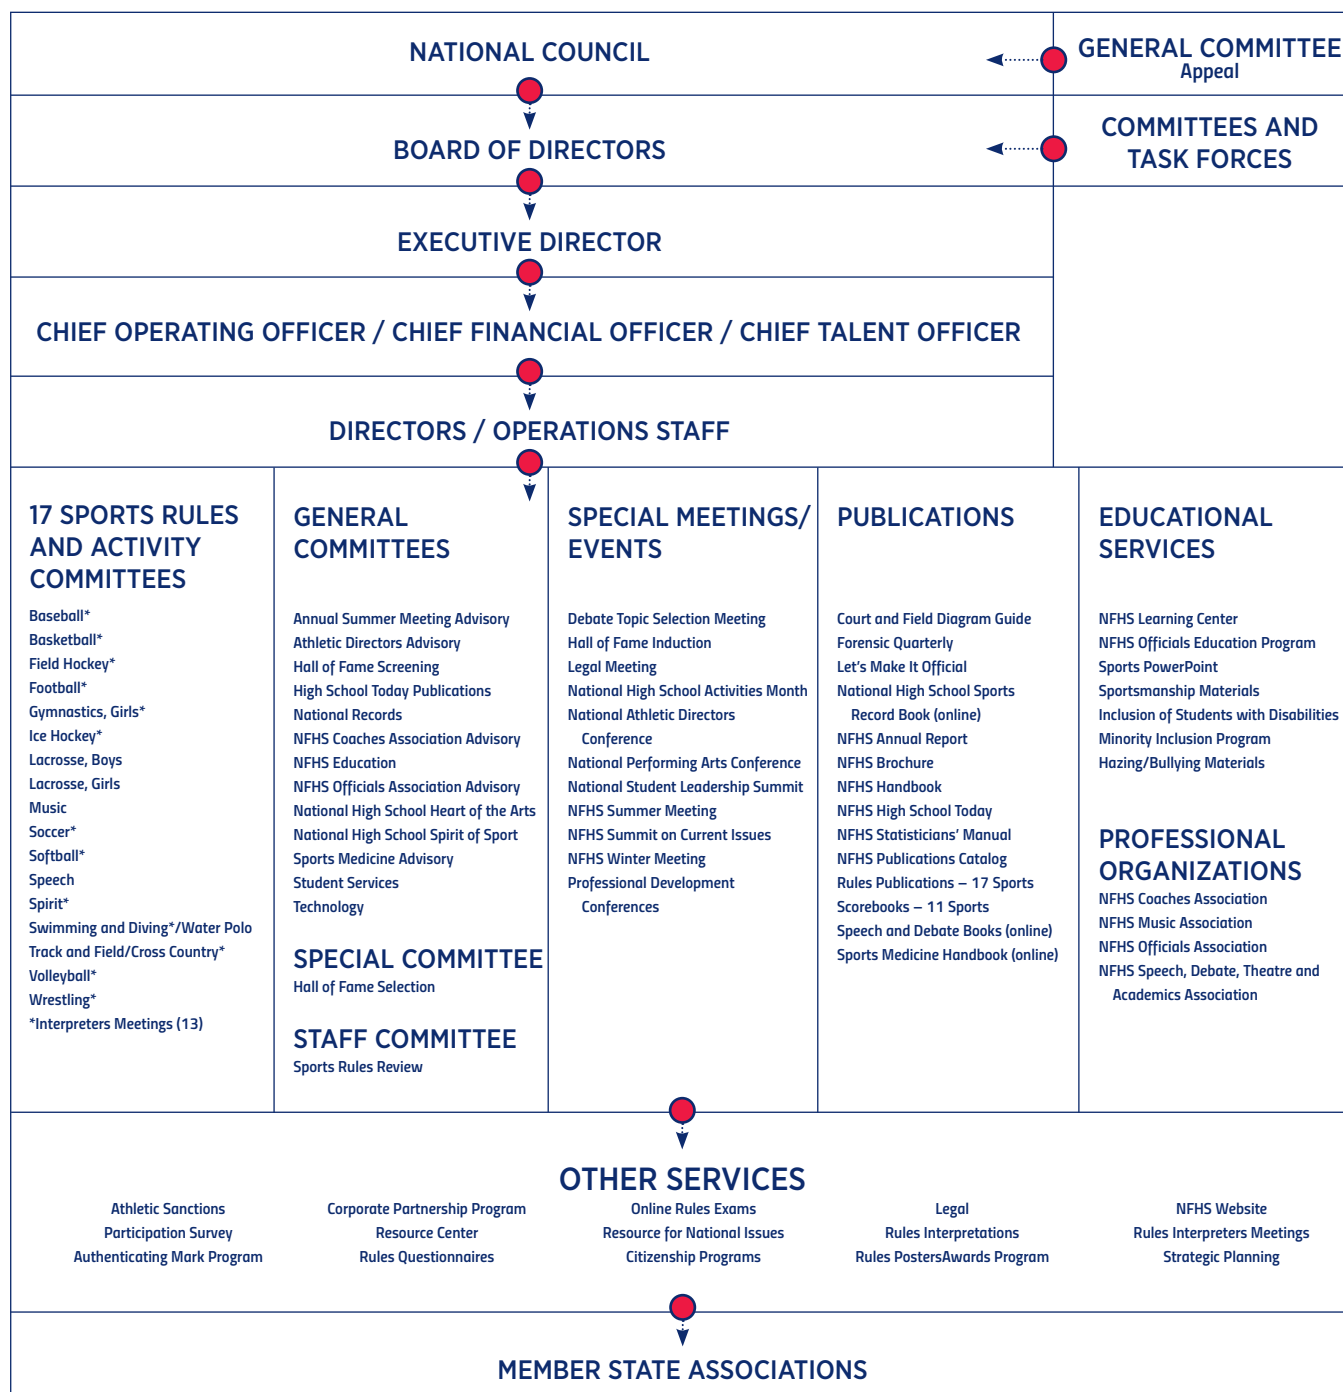 NATIONAL COUNCIL
GENERAL COMMITTEE
Appeal
BOARD OF DIRECTORS
COMMITTEES AND
TASK FORCES
EXECUTIVE DIRECTOR
CHIEF OPERATING OFFICER / CHIEF FINANCIAL OFFICER / CHIEF TALENT OFFICER
DIRECTORS / OPERATIONS STAFF
17 SPORTS RULES
AND ACTIVITY
COMMITTEES
Baseball*
Basketball*
Field Hockey*
Football*
Gymnastics, Girls*
Ice Hockey*
Lacrosse, Boys
Lacrosse, Girls
Music
Soccer*
Softball*
Speech
Spirit*
Swimming and Diving*/Water Polo
Track and Field/Cross Country*
Volleyball*
Wrestling*
*Interpreters Meetings (13)
GENERAL
COMMITTEES
Annual Summer Meeting Advisory
Athletic Directors Advisory
Hall of Fame Screening
High School Today Publications
National Records
NFHS Coaches Association Advisory
NFHS Education
NFHS Officials Association Advisory
National High School Heart of the Arts
National High School Spirit of Sport
Sports Medicine Advisory
Student Services
Technology
SPECIAL COMMITTEE
Hall of Fame Selection
STAFF COMMITTEE
Sports Rules Review
SPECIAL MEETINGS/
EVENTS
Debate Topic Selection Meeting
Hall of Fame Induction
Legal Meeting
National High School Activities Month
National Athletic Directors
Conference
National Performing Arts Conference
National Student Leadership Summit
NFHS Summer Meeting
NFHS Summit on Current Issues
NFHS Winter Meeting
Professional Development
Conferences
PUBLICATIONS
Court and Field Diagram Guide
Forensic Quarterly
Let's Make It Official
National High School Sports
Record Book (online)
NFHS Annual Report
NFHS Brochure
NFHS Handbook
NFHS High School Today
NFHS Statisticians' Manual
NFHS Publications Catalog
Rules Publications – 17 Sports
Scorebooks – 11 Sports
Speech and Debate Books (online)
Sports Medicine Handbook (online)
EDUCATIONAL
SERVICES
NFHS Learning Center
NFHS Officials Education Program
Sports PowerPoint
Sportsmanship Materials
Inclusion of Students with Disabilities
Minority Inclusion Program
Hazing/Bullying Materials
PROFESSIONAL
ORGANIZATIONS
NFHS Coaches Association
NFHS Music Association
NFHS Officials Association
NFHS Speech, Debate, Theatre and
Academics Association
OTHER SERVICES
Athletic Sanctions
Participation Survey
Authenticating Mark Program
Corporate Partnership Program
Resource Center
Rules Questionnaires
Online Rules Exams
Resource for National Issues
Citizenship Programs
Legal
Rules Interpretations
Rules PostersAwards Program
NFHS Website
Rules Interpreters Meetings
Strategic Planning
MEMBER STATE ASSOCIATIONS